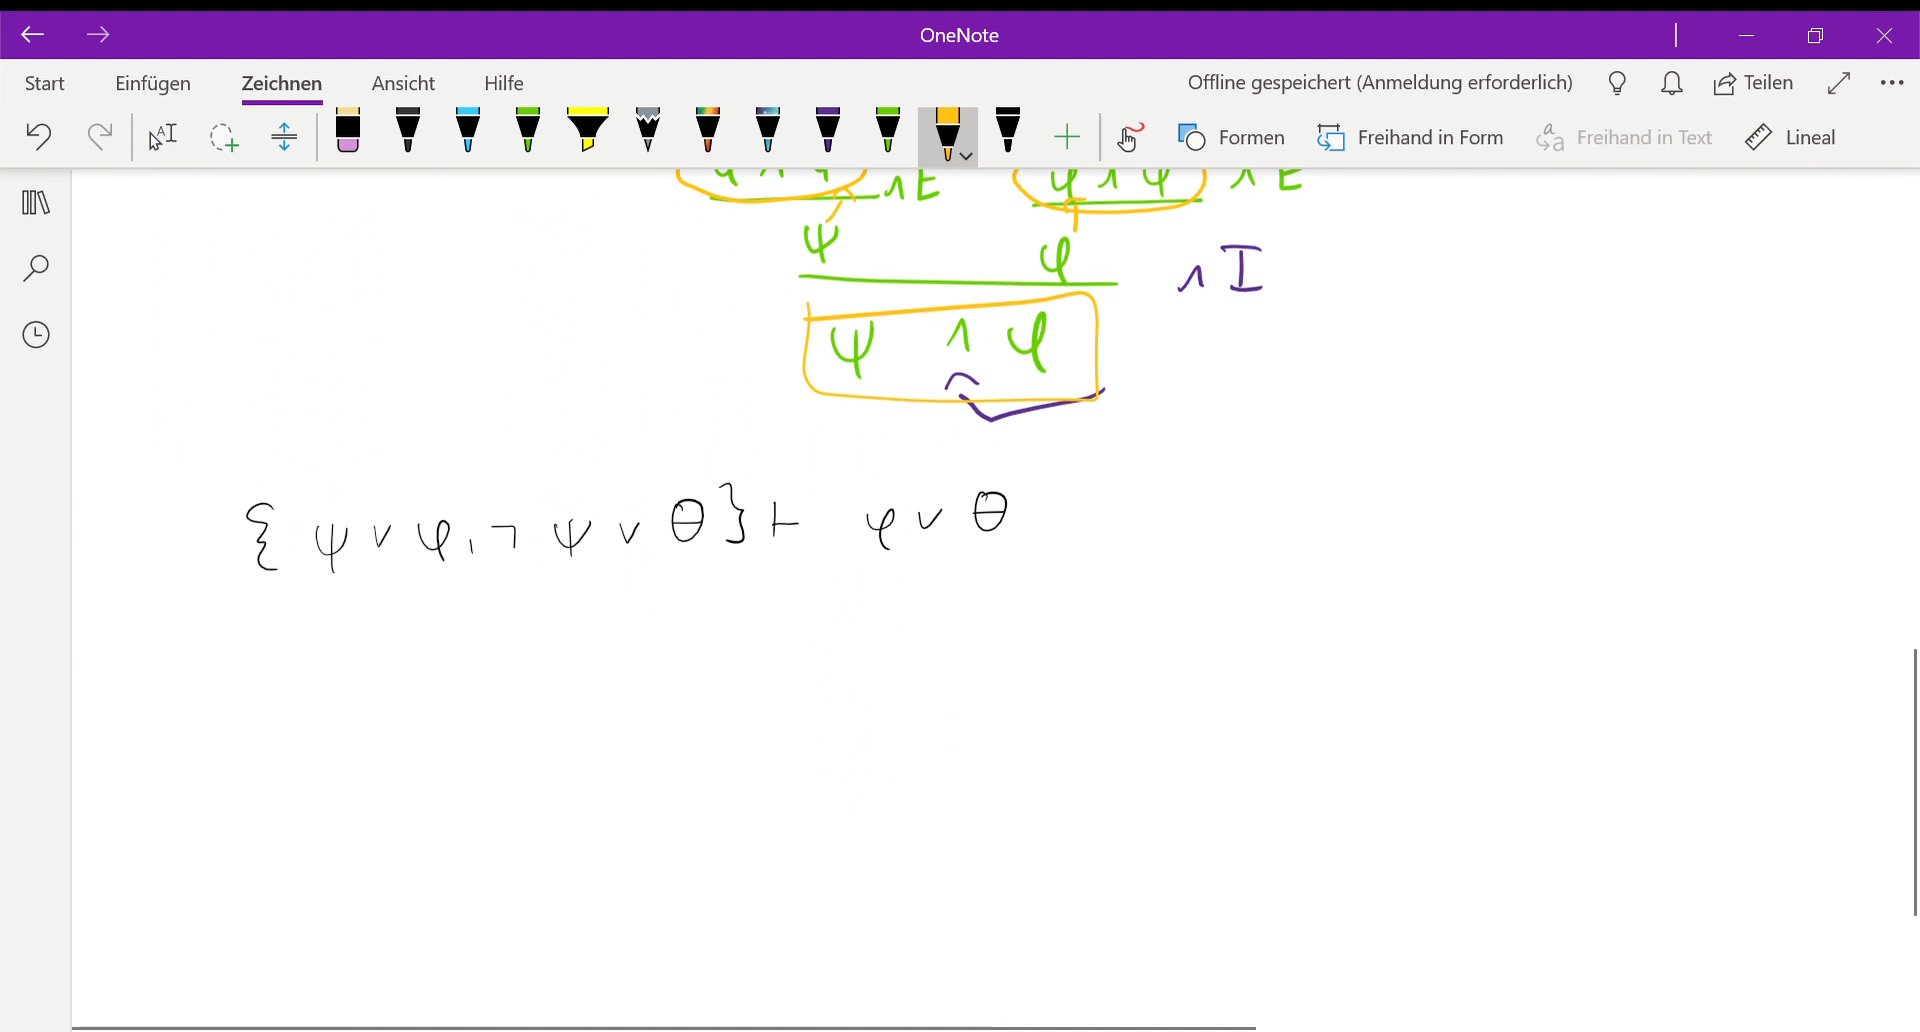 OneNote
Start Einfügen Zeichnen Ansicht Hilfe Offline gespeichert (Anmeldung erforderlich) Teilen
Formen Freihand in Form Freihand in Text Lineal
∧E φ∧ψ ∧E
ψ φ
∧I
ψ ∧ φ
{ψ ∨ φ, ¬ψ ∨ θ} ⊢ φ ∨ θ